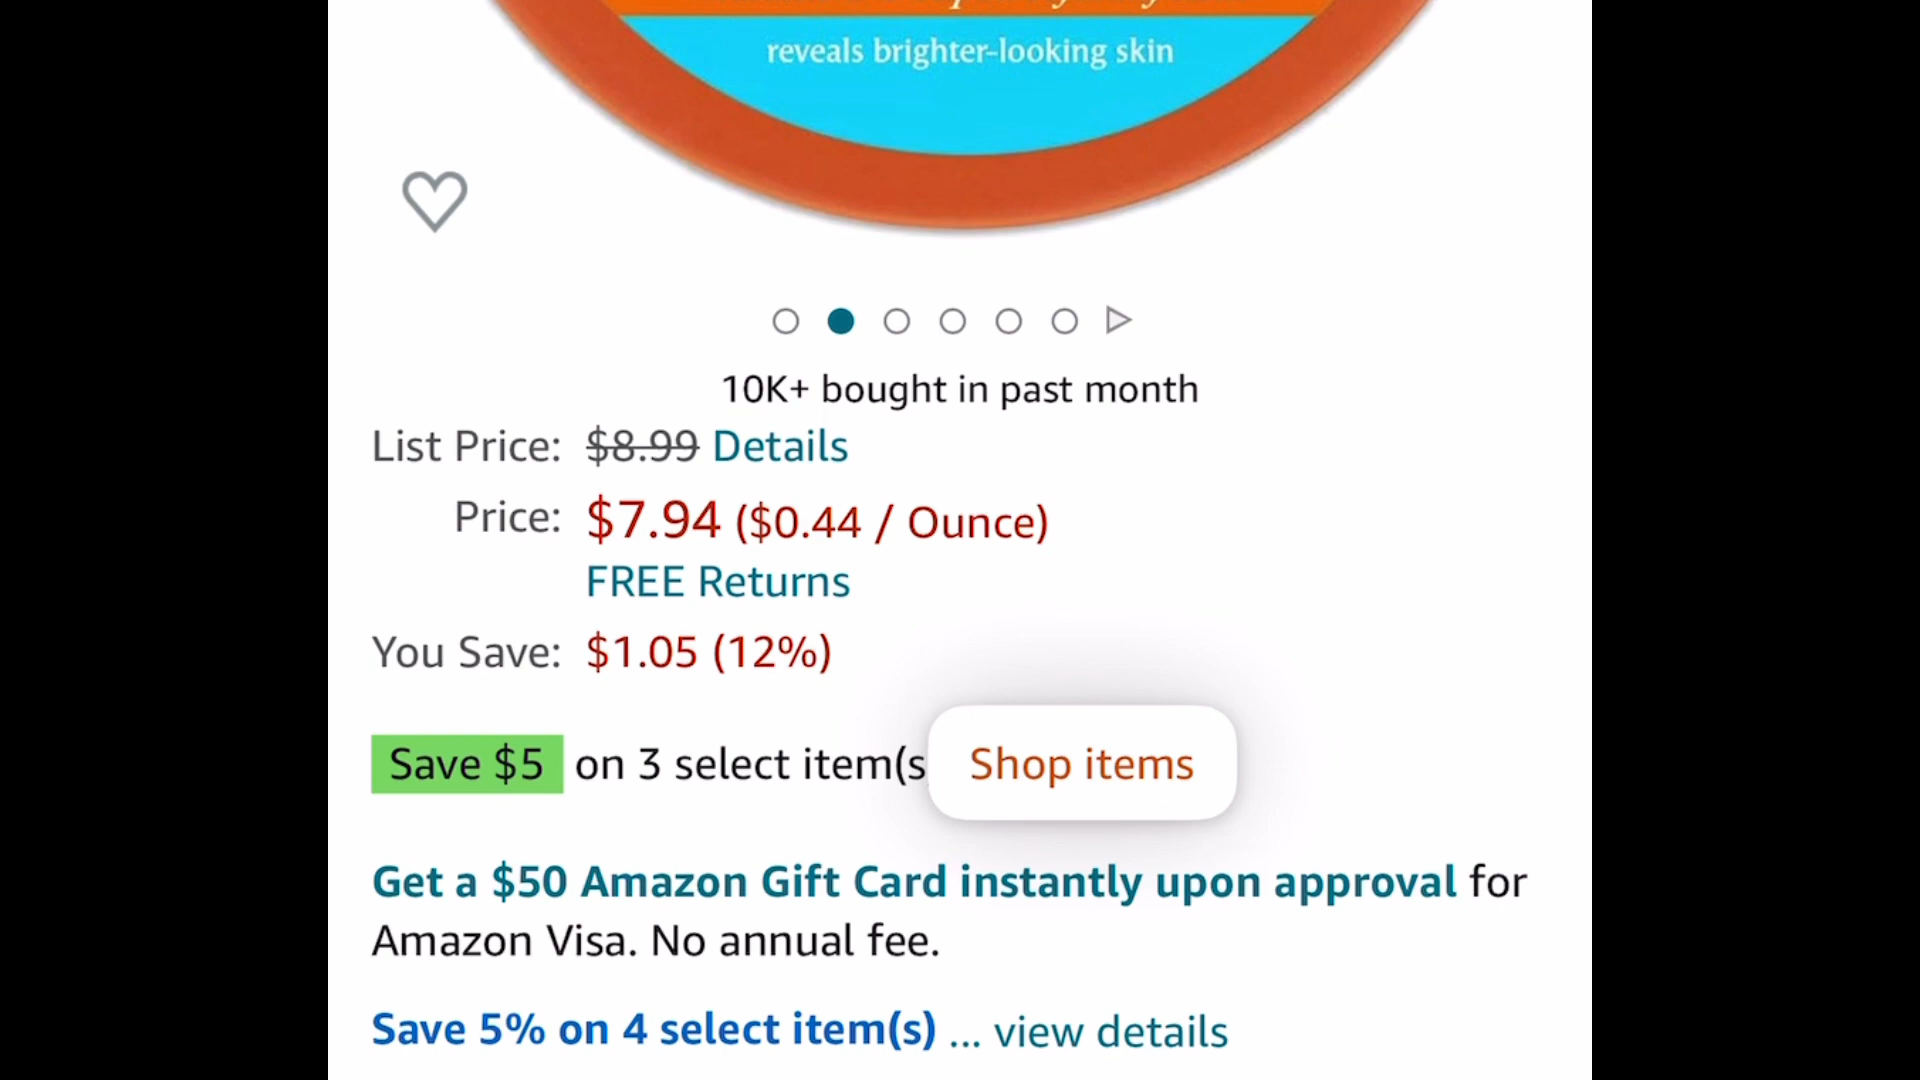 reveals brighter-looking skin
10K+ bought in past month
List Price: $8.99 Details
Price: $7.94 ($0.44 / Ounce)
FREE Returns
You Save: $1.05 (12%)
Save $5 on 3 select item(s Shop items
Get a $50 Amazon Gift Card instantly upon approval for
Amazon Visa. No annual fee.
Save 5% on 4 select item(s) ... view details